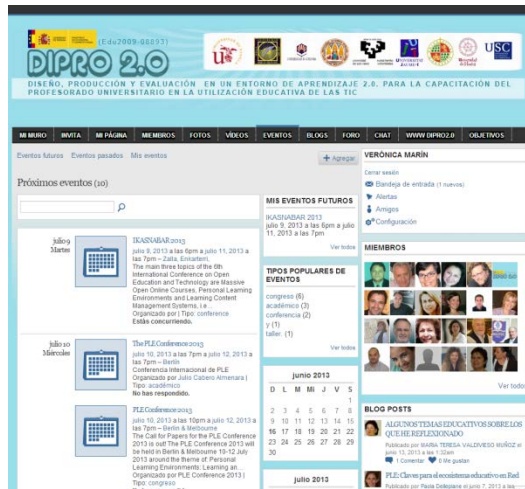 (Edu2009-08893)
DIPRO 2.0
DISEÑO, PRODUCCIÓN Y EVALUACIÓN EN UN ENTORNO DE APRENDIZAJE 2.0. PARA LA CAPACITACIÓN DEL
PROFESORADO UNIVERSITARIO EN LA UTILIZACIÓN EDUCATIVA DE LAS TIC
USC
MI MURO INVITA MI PÁGINA MIEMBROS FOTOS VÍDEOS EVENTOS BLOGS FORO CHAT WWW DIPRO2.0 OBJETIVOS
Eventos futuros Eventos pasados Mis eventos
+ Agregar
Próximos eventos (10)
julio 9
Martes
IKASNABAR 2013
julio 9, 2013 a las 6pm a julio 11, 2013 a
las 7pm – Zalla, Enkarterri,
The main three topics of the 6th
International Conference on Open
Education and Technology are Massive
Open Online Courses, Personal Learning
Environments and Learning Content
Management Systems, i.e ...
Organizado por | Tipo: conference
Estás concurriendo.
julio 10
Miércoles
The PLE Conference 2013
julio 10, 2013 a las 7pm a julio 12, 2013 a
las 7pm – Berlin
Conferencia Internacional de PLE
Organizado por Julio Cabero Almenara |
Tipo: académico
No has respondido.
PLE Conference 2013
julio 10, 2013 a las 10pm a julio 12, 2013 a
las 7pm – Berlin & Melbourne
The Call for Papers for the PLE Conference
2013 is out! The PLE Conference 2013 will
be held in Berlin & Melbourne 10-12 July
2013 around the theme of: Personal
Learning Environments: Learning an...
Organizado por PLE Conference 2013 |
Tipo: congreso
MIS EVENTOS FUTUROS
IKASNABAR 2013
julio 9, 2013 de 6pm a julio
11, 2013 a las 7pm
Ver todos
TIPOS POPULARES DE
EVENTOS
congreso (6)
académico (3)
conferencia (2)
y (1)
taller. (1)
Ver todos
junio 2013
D L M Mi J V S
1
2 3 4 5 6 7 8
9 10 11 12 13 14 15
16 17 18 19 20 21 22
23 24 25 26 27 28 29
30
julio 2013
VERÓNICA MARÍN
Cerrar sesión
Bandeja de entrada (1 nuevos)
Alertas
Amigos
Configuración
MIEMBROS
Ver todos
BLOG POSTS
ALGUNOS TEMAS EDUCATIVOS SOBRE LOS
QUE HE REFLEXIONADO
Publicado por MARIA TERESA VALDIVIESO MUÑOZ el
junio 13, 2013 a las 1:32am
1 Comentar 0 Me gustan
PLE: Claves para el ecosistema educativo en Red
Publicado por Paola Dellepiane el junio 7, 2013 a las